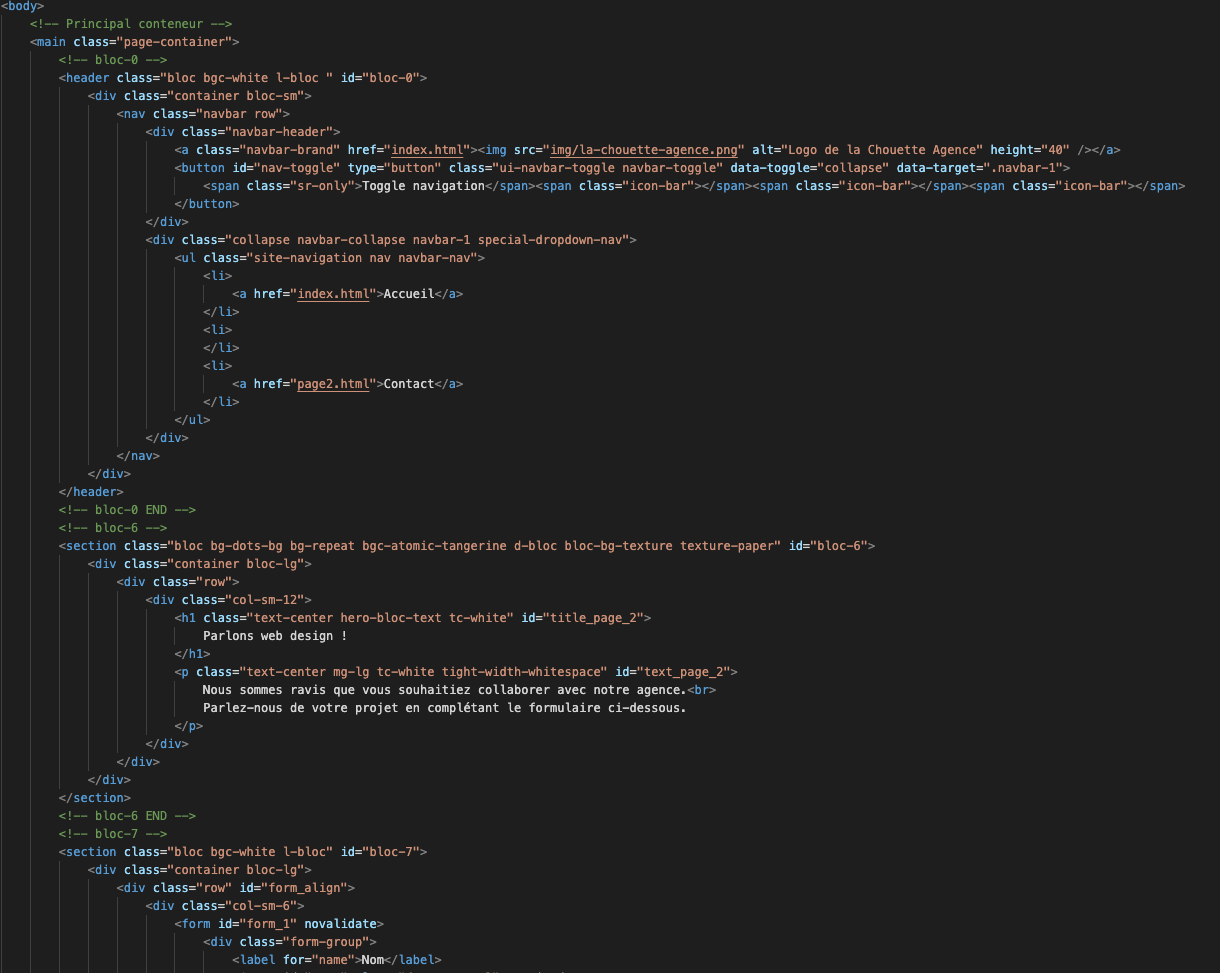 <body>
<!-- Principal conteneur -->
<main class="page-container">
<!-- bloc-0 -->
<header class="bloc bgc-white l-bloc " id="bloc-0">
<div class="container bloc-sm">
<nav class="navbar row">
<div class="navbar-header">
<a class="navbar-brand" href="index.html"><img src="img/la-chouette-agence.png" alt="Logo de la Chouette Agence" height="40" /></a>
<button id="nav-toggle" type="button" class="ui-navbar-toggle navbar-toggle" data-toggle="collapse" data-target=".navbar-1">
<span class="sr-only">Toggle navigation</span><span class="icon-bar"></span><span class="icon-bar"></span><span class="icon-bar"></span>
</button>
</div>
<div class="collapse navbar-collapse navbar-1 special-dropdown-nav">
<ul class="site-navigation nav navbar-nav">
<li>
<a href="index.html">Accueil</a>
</li>
<li>
</li>
<li>
<a href="page2.html">Contact</a>
</li>
</ul>
</div>
</nav>
</div>
</header>
<!-- bloc-0 END -->
<!-- bloc-6 -->
<section class="bloc bg-dots-bg bg-repeat bgc-atomic-tangerine d-bloc bloc-bg-texture texture-paper" id="bloc-6">
<div class="container bloc-lg">
<div class="row">
<div class="col-sm-12">
<h1 class="text-center hero-bloc-text tc-white" id="title_page_2">
Parlons web design !
</h1>
<p class="text-center mg-lg tc-white tight-width-whitespace" id="text_page_2">
Nous sommes ravis que vous souhaitiez collaborer avec notre agence.<br>
Parlez-nous de votre projet en complétant le formulaire ci-dessous.
</p>
</div>
</div>
</div>
</section>
<!-- bloc-6 END -->
<!-- bloc-7 -->
<section class="bloc bgc-white l-bloc" id="bloc-7">
<div class="container bloc-lg">
<div class="row" id="form_align">
<div class="col-sm-6">
<form id="form_1" novalidate>
<div class="form-group">
<label for="name">Nom</label>